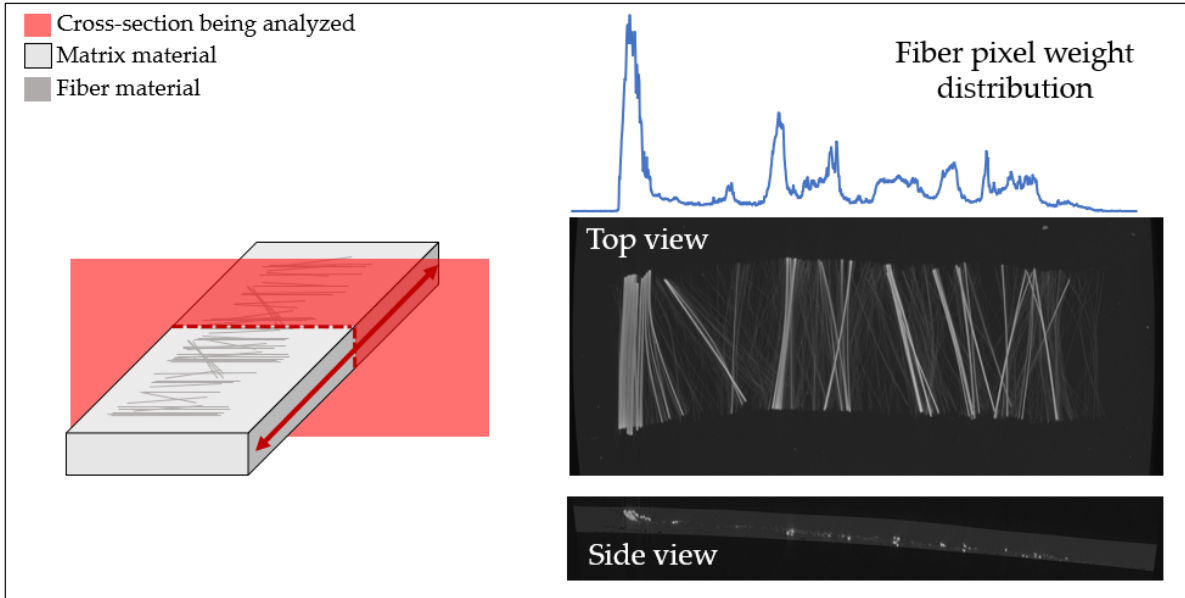 Cross-section being analyzed
Matrix material
Fiber material
Fiber pixel weight
distribution
Top view
Side view